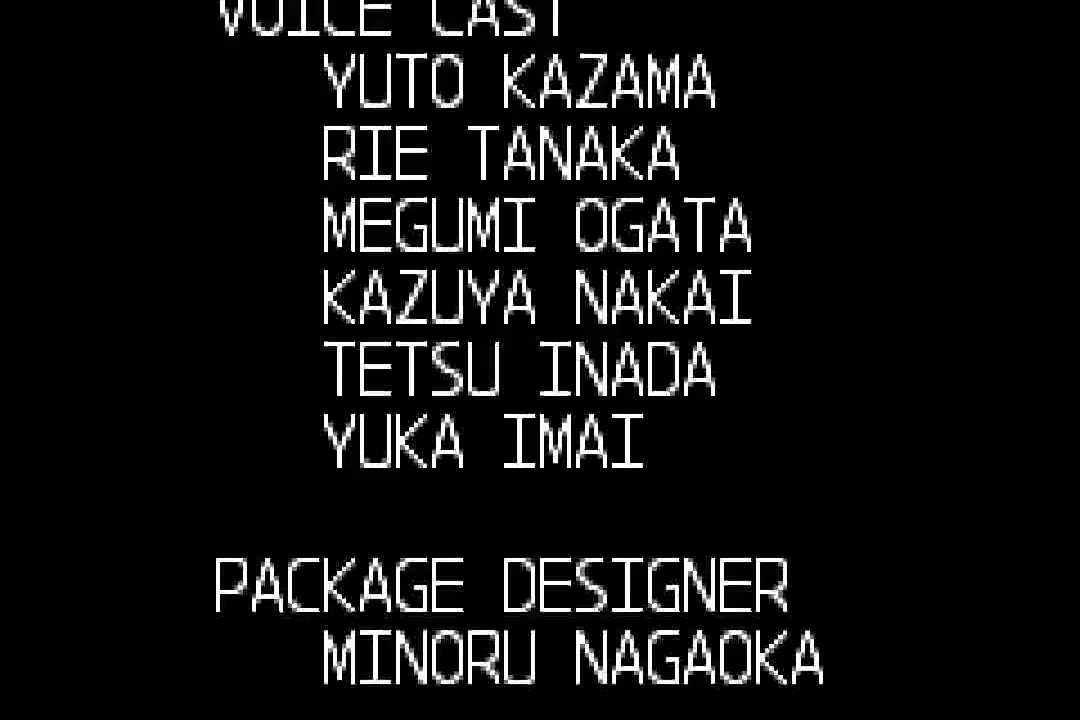 VOICE CAST
YUTO KAZAMA
RIE TANAKA
MEGUMI OGATA
KAZUYA NAKAI
TETSU INADA
YUKA IMAI
PACKAGE DESIGNER
MINORU NAGAOKA